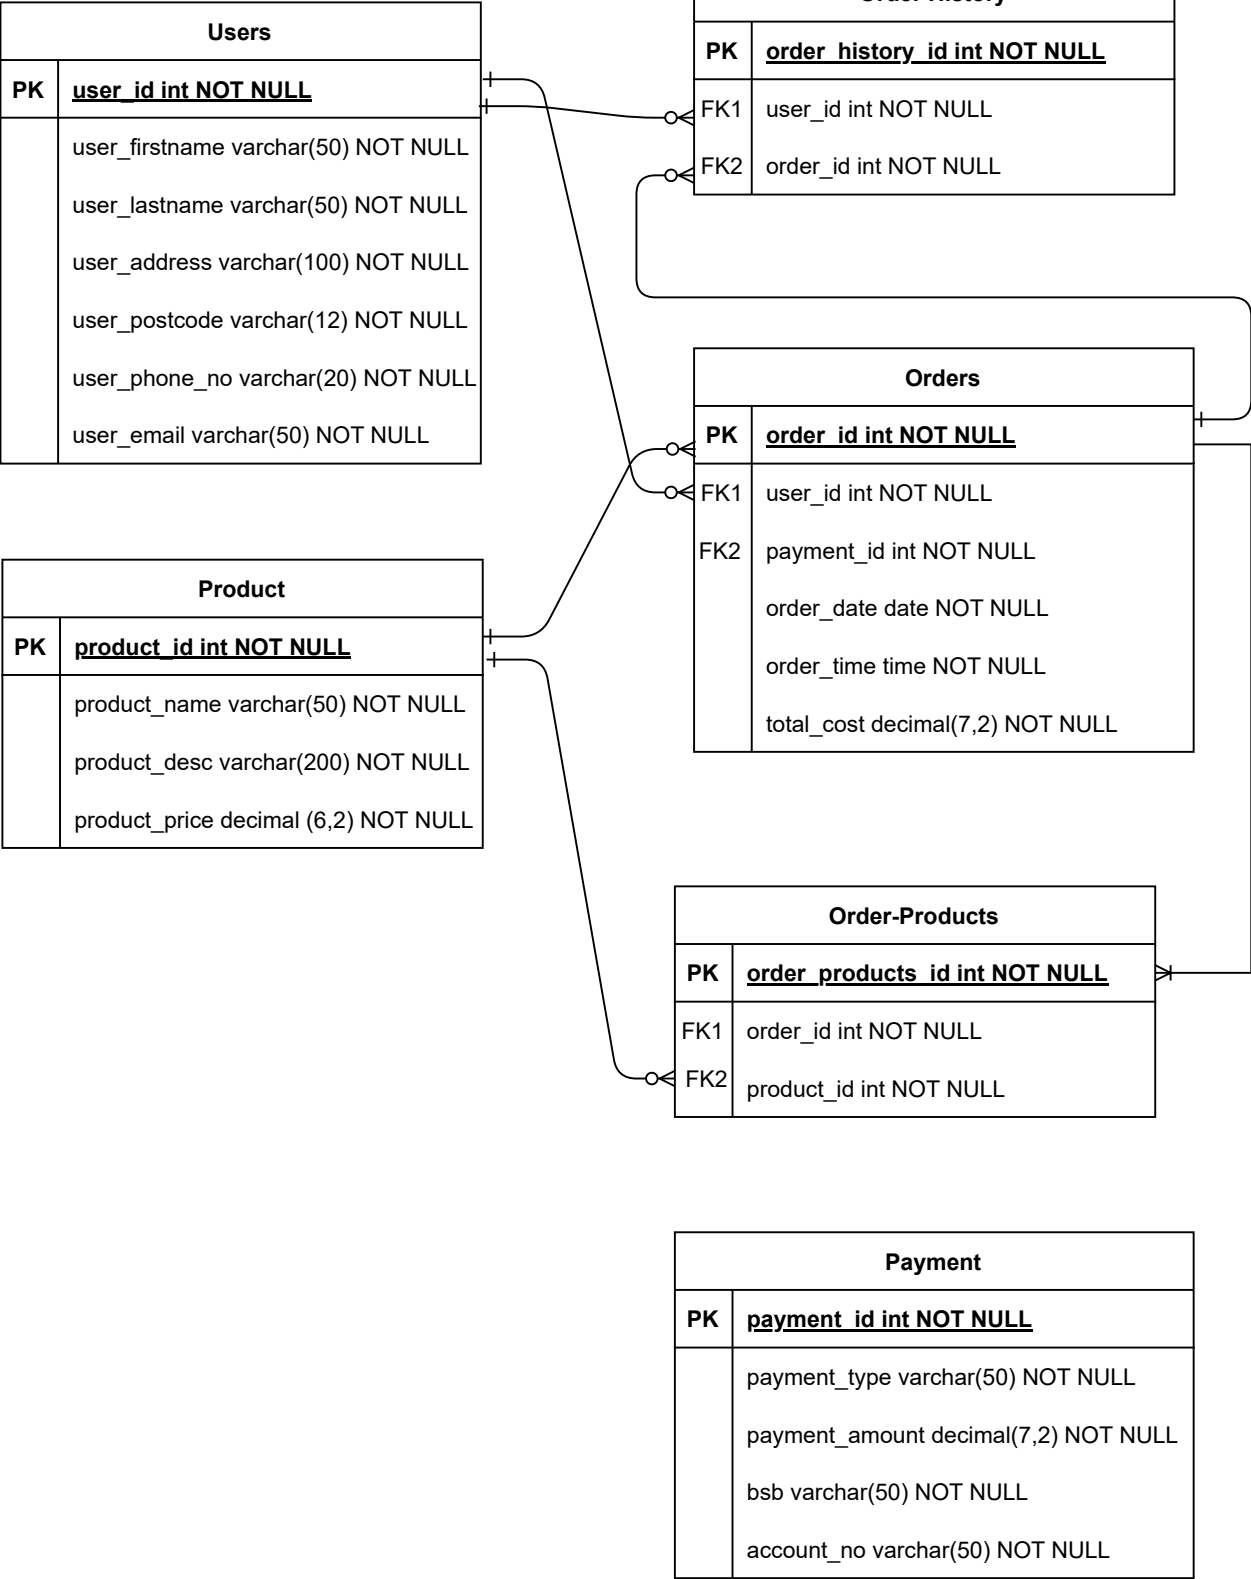 Users
PK user_id int NOT NULL
user_firstname varchar(50) NOT NULL
user_lastname varchar(50) NOT NULL
user_address varchar(100) NOT NULL
user_postcode varchar(12) NOT NULL
user_phone_no varchar(20) NOT NULL
user_email varchar(50) NOT NULL
PK order_history_id int NOT NULL
FK1 user_id int NOT NULL
FK2 order_id int NOT NULL
Orders
PK order_id int NOT NULL
FK1 user_id int NOT NULL
FK2 payment_id int NOT NULL
order_date date NOT NULL
order_time time NOT NULL
total_cost decimal(7,2) NOT NULL
Product
PK product_id int NOT NULL
product_name varchar(50) NOT NULL
product_desc varchar(200) NOT NULL
product_price decimal (6,2) NOT NULL
Order-Products
PK order_products_id int NOT NULL
FK1 order_id int NOT NULL
FK2 product_id int NOT NULL
Payment
PK payment_id int NOT NULL
payment_type varchar(50) NOT NULL
payment_amount decimal(7,2) NOT NULL
bsb varchar(50) NOT NULL
account_no varchar(50) NOT NULL